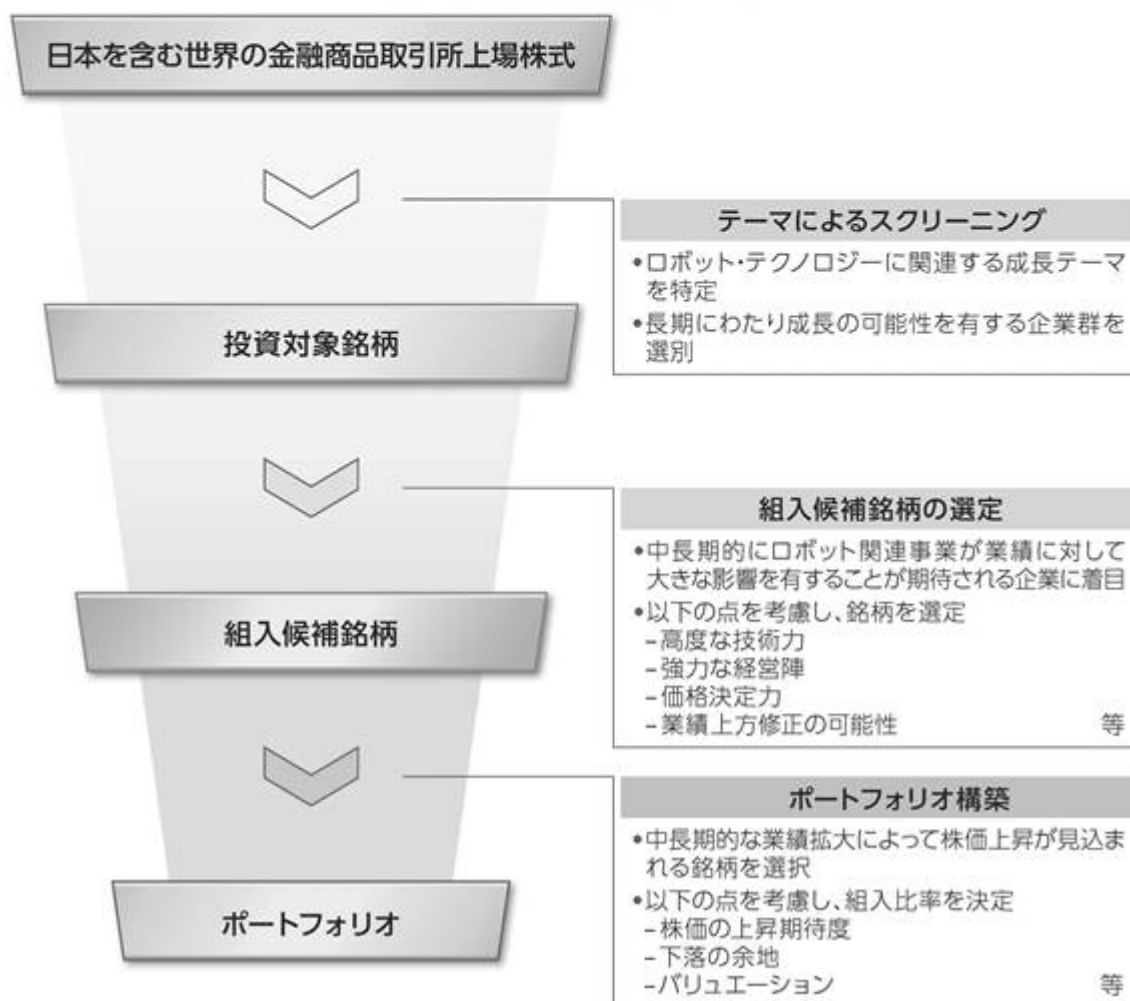 日本を含む世界の金融商品取引所上場株式
テーマによるスクリーニング
•ロボット・テクノロジーに関連する成長テーマ
を特定
•長期にわたり成長の可能性を有する企業群を
選別
投資対象銘柄
組入候補銘柄の選定
•中長期的にロボット関連事業が業績に対して
大きな影響を有することが期待される企業に着目
•以下の点を考慮し、銘柄を選定
–高度な技術力
–強力な経営陣
–価格決定力
–業績上方修正の可能性 等
組入候補銘柄
ポートフォリオ構築
•中長期的な業績拡大によって株価上昇が見込ま
れる銘柄を選択
•以下の点を考慮し、組入比率を決定
–株価の上昇期待度
–下落の余地
–バリュエーション 等
ポートフォリオ